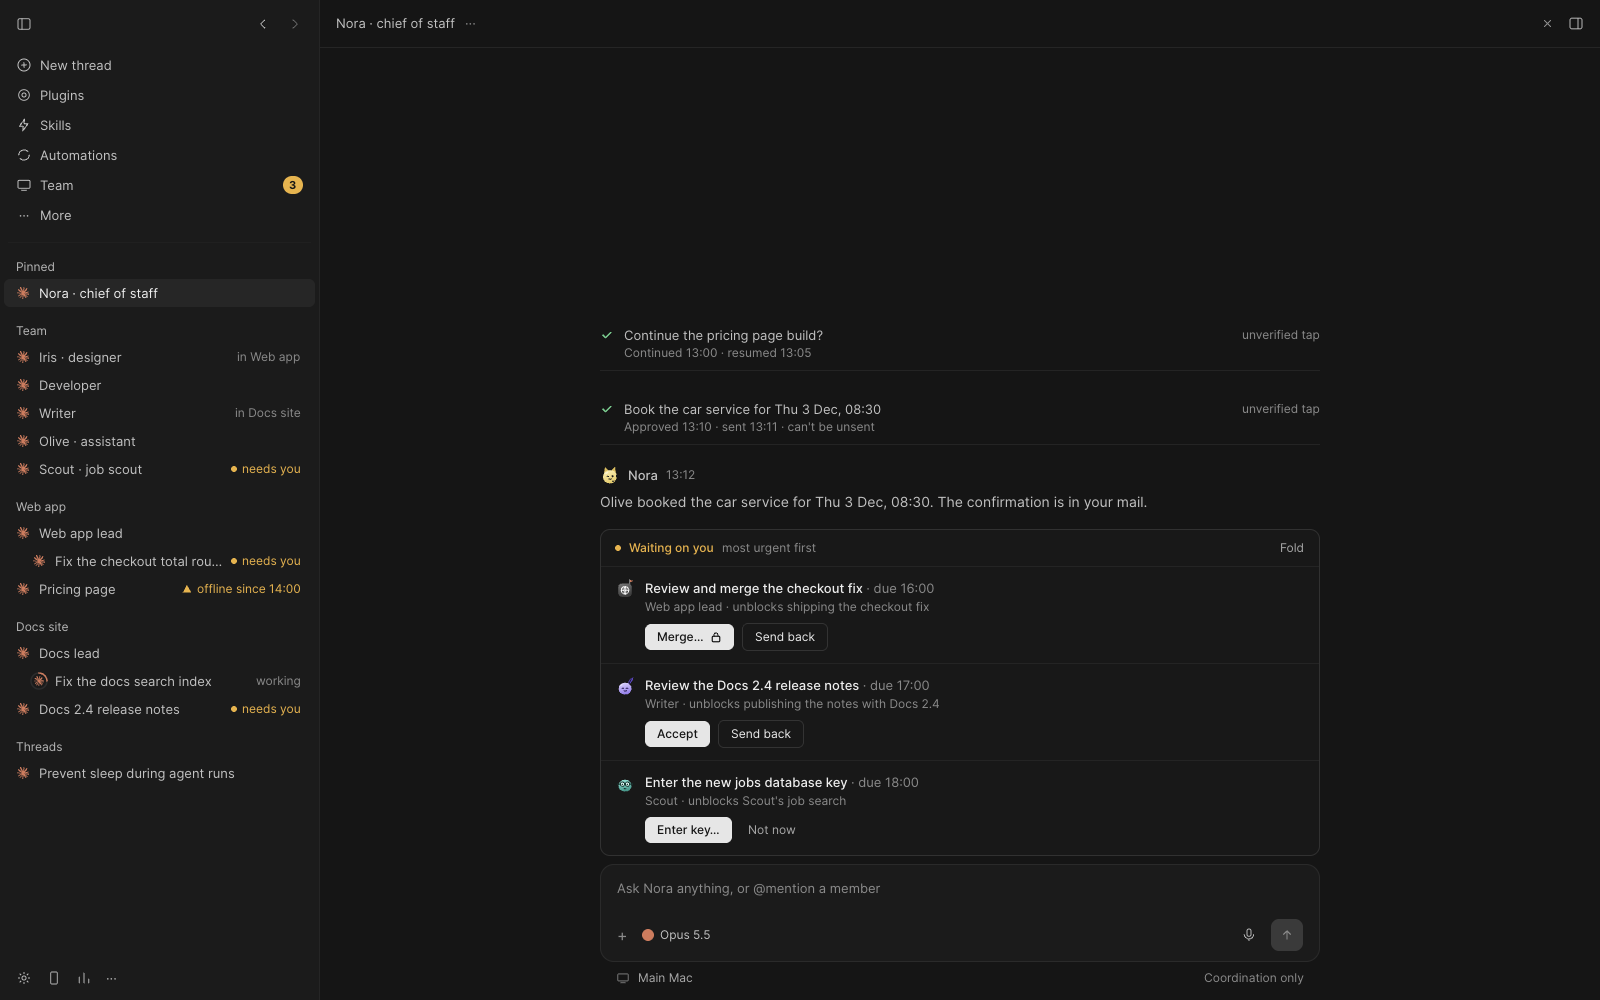 Nora · chief of staff ···
New thread
Plugins
Skills
Automations
Team 3
··· More
Pinned
Nora · chief of staff
Team
Iris · designer in Web app
Developer
Writer in Docs site
Olive · assistant
Scout · job scout needs you
Web app
Web app lead
Fix the checkout total rou... needs you
Pricing page offline since 14:00
Docs site
Docs lead
Fix the docs search index working
Docs 2.4 release notes needs you
Threads
Prevent sleep during agent runs
Continue the pricing page build? unverified tap
Continued 13:00 · resumed 13:05
Book the car service for Thu 3 Dec, 08:30 unverified tap
Approved 13:10 · sent 13:11 · can't be unsent
Nora 13:12
Olive booked the car service for Thu 3 Dec, 08:30. The confirmation is in your mail.
Waiting on you most urgent first Fold
Review and merge the checkout fix · due 16:00
Web app lead · unblocks shipping the checkout fix
Merge... Send back
Review the Docs 2.4 release notes · due 17:00
Writer · unblocks publishing the notes with Docs 2.4
Accept Send back
Enter the new jobs database key · due 18:00
Scout · unblocks Scout's job search
Enter key... Not now
Ask Nora anything, or @mention a member
+ Opus 5.5
Main Mac Coordination only